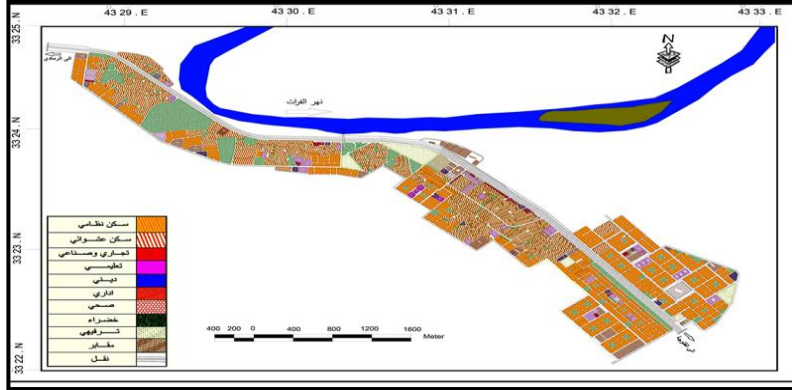 43 29 . E
43 30 . E
43 31 . E
43 32 . E
43 33 . E
33 25 . N
33 24 . N
33 23 . N
33 22 . N
N
الى الرمادي
نهر الفرات
سكن نظامي
سكن عشوائي
تجاري وصناعي
تعليمي
ديني
اداري
صحي
خضراء
ترفيهي
مقابر
نقل
400 200 0 400 800 1200 1600
Meter